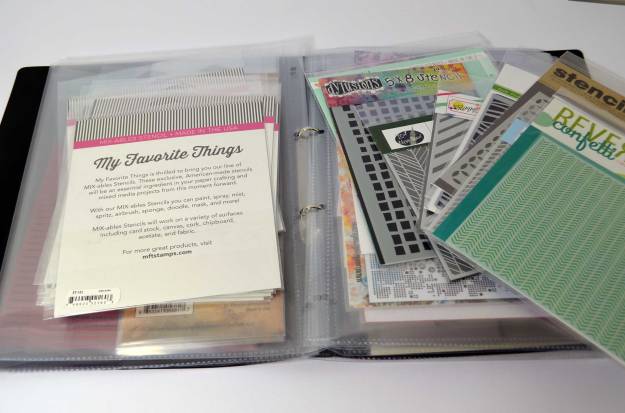 MIX-ABLES STENCIL • MADE IN THE USA
My Favorite Things
My Favorite Things is thrilled to bring you our line of
MIX-ables Stencils. These exclusive, American-made stencils
will be an essential ingredient in your paper crafting and
mixed media projects from this moment forward.
With our MIX-ables Stencils you can paint, spray, mist,
spritz, airbrush, sponge, doodle, mask, and more!
MIX-ables Stencils will work on a variety of surfaces
including card stock, canvas, cork, chipboard,
acetate, and fabric.
For more great products, visit
mftstamps.com
DYLUSIONS 5x8 STENCIL
stencil
REVE
confetti